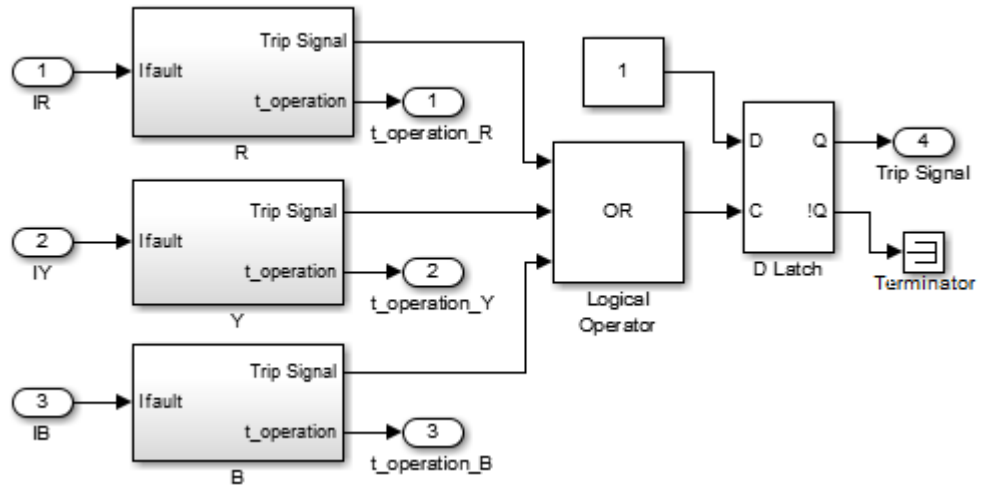 1
IR
Ifault
Trip Signal
t_operation
R
1
t_operation_R
2
IY
Ifault
Trip Signal
t_operation
Y
2
t_operation_Y
3
IB
Ifault
Trip Signal
t_operation
B
3
t_operation_B
OR
Logical
Operator
1
D
Q
C
!Q
D Latch
4
Trip Signal
Terminator